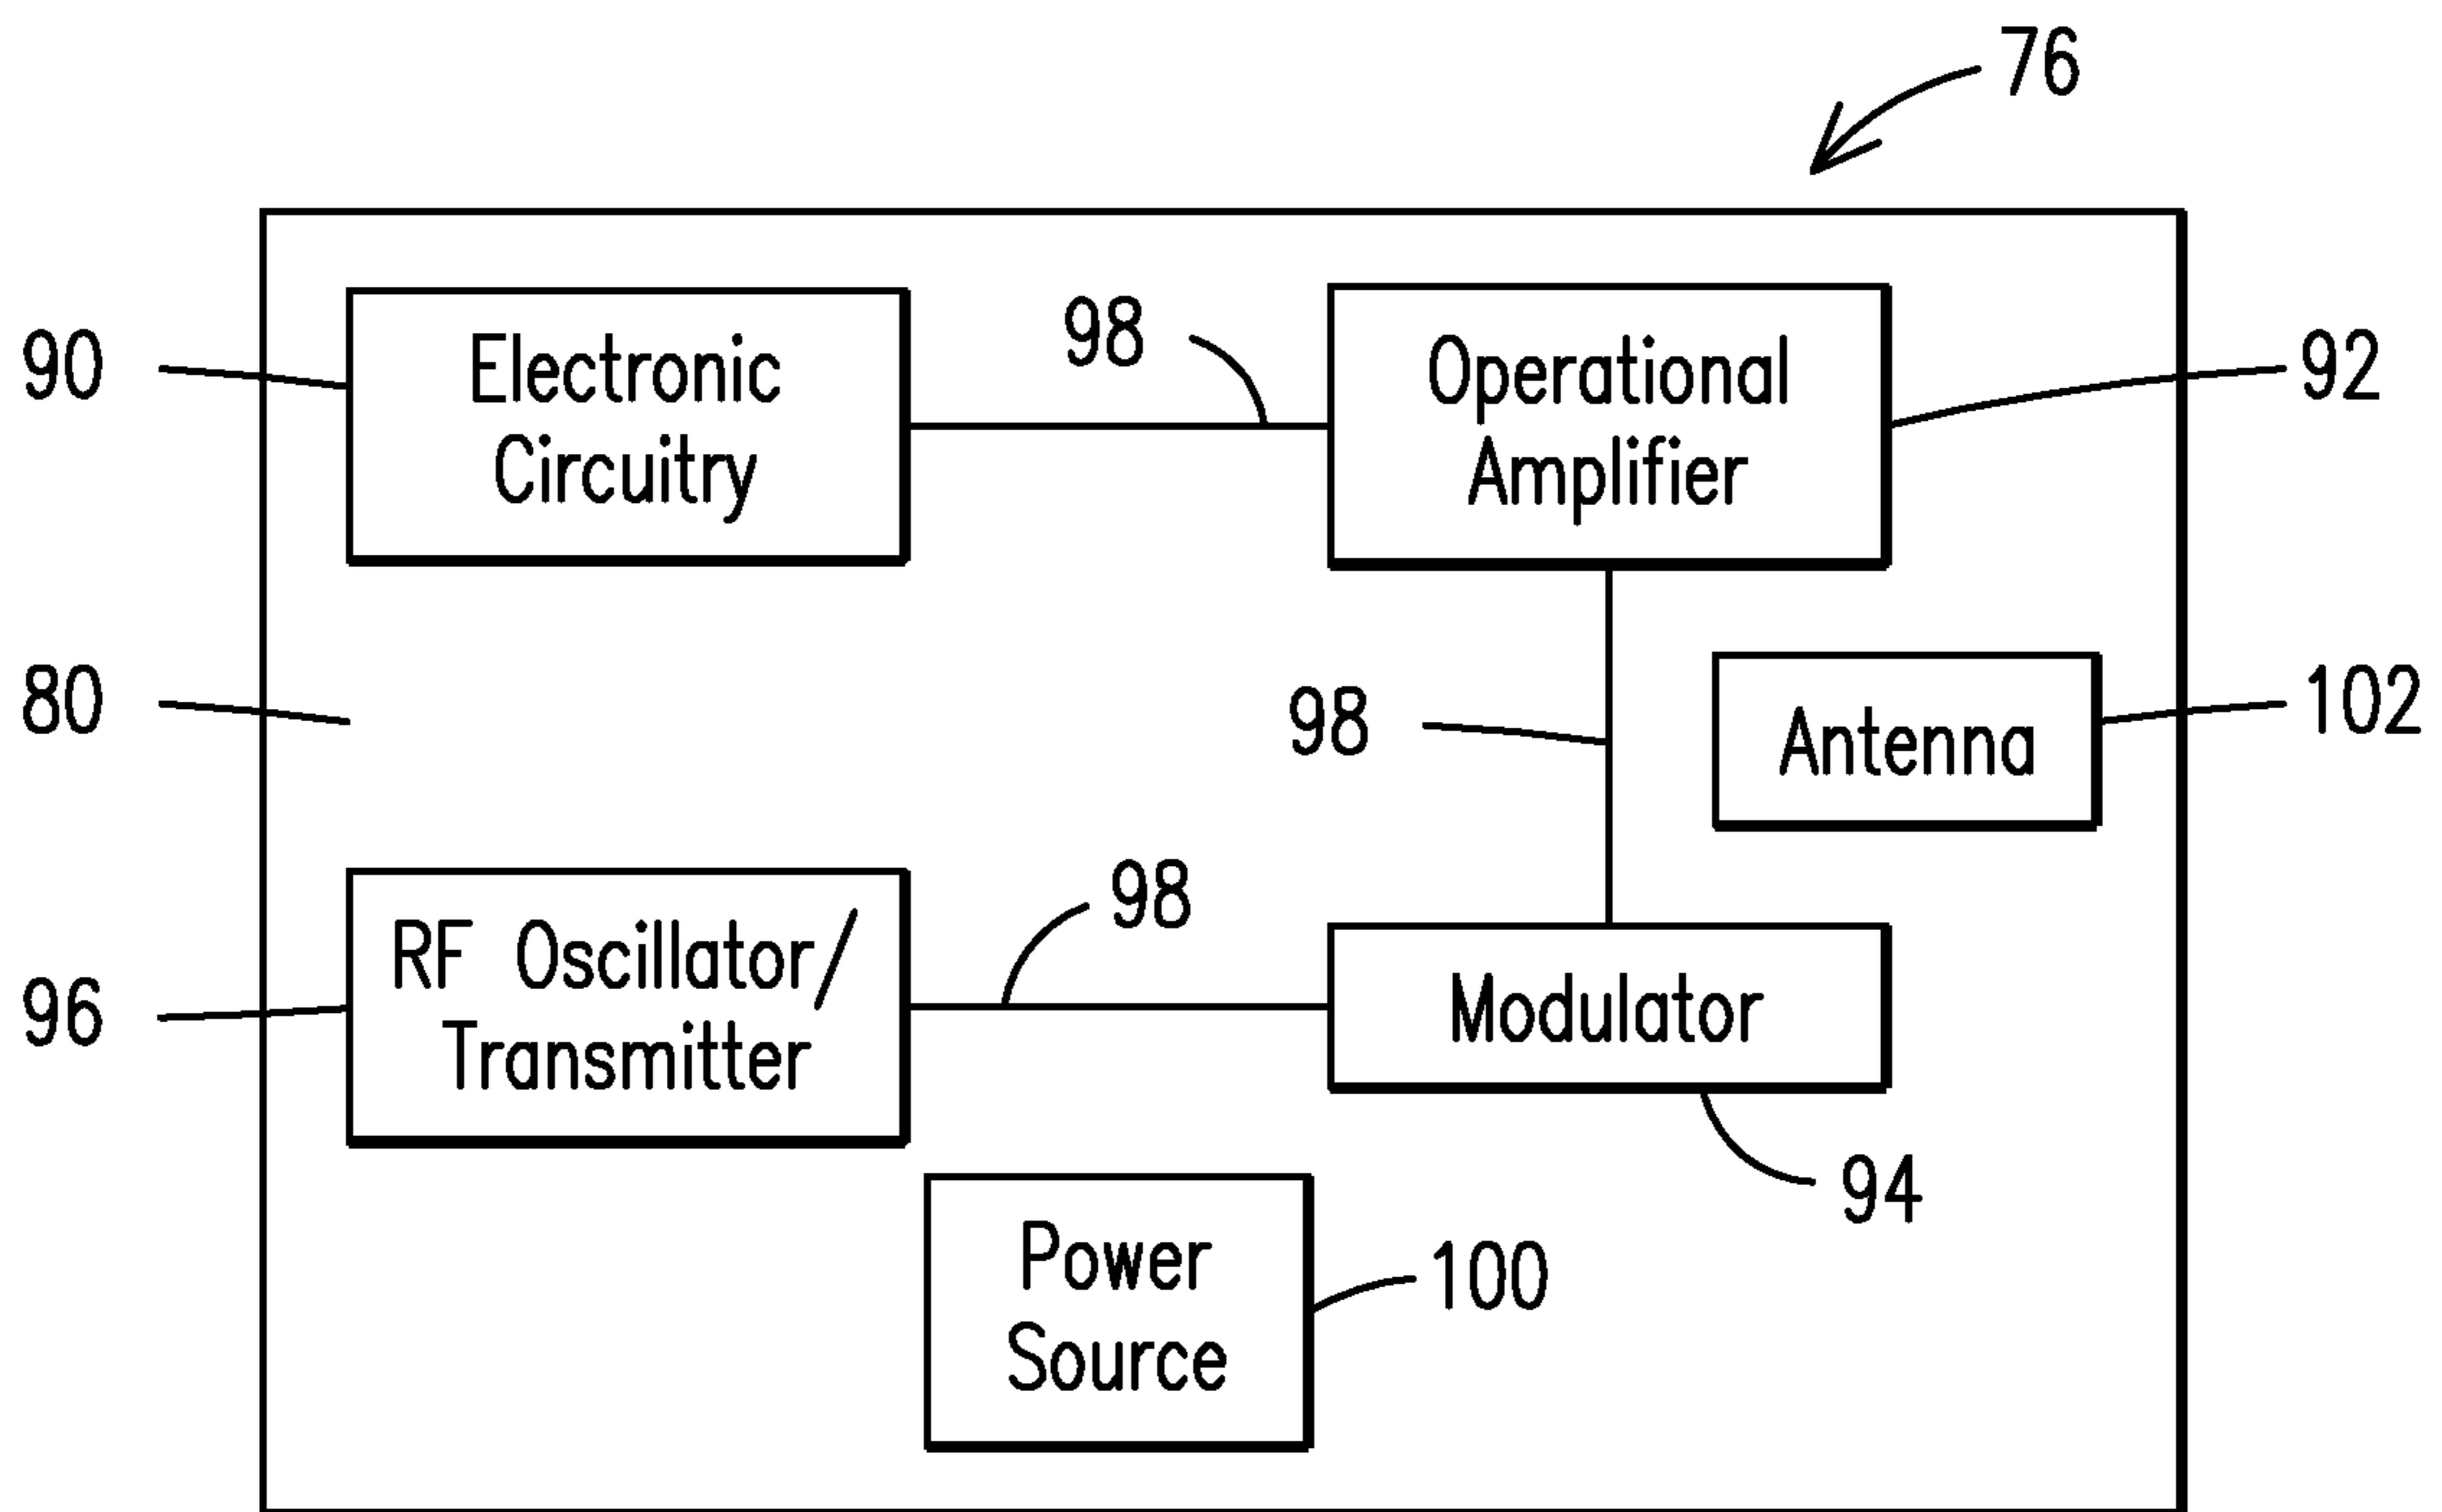 76
90
Electronic
Circuitry
98
Operational
Amplifier
92
80
98
Antenna
102
96
RF Oscillator/
Transmitter
98
Modulator
94
Power
Source
100